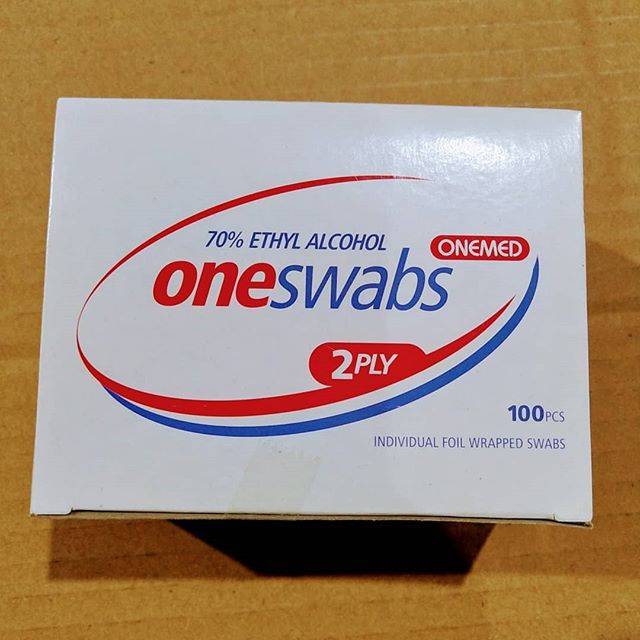 70% ETHYL ALCOHOL
ONEMED
oneswabs
2PLY
100PCS
INDIVIDUAL FOIL WRAPPED SWABS